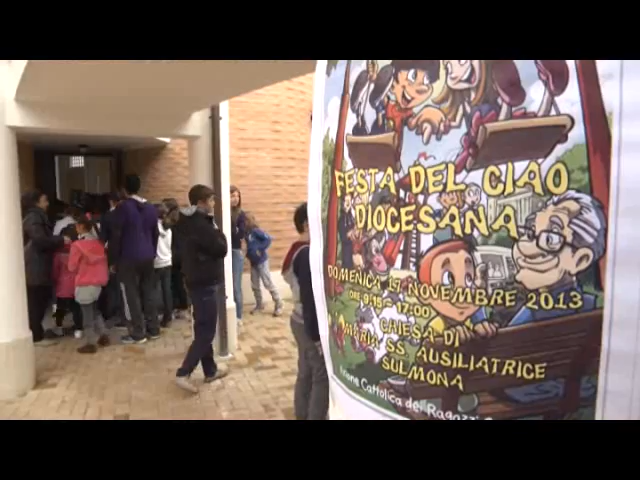 FESTA DEL CIAO
DIOCESANA
DOMENICA 17 NOVEMBRE 2013
ORE 9:15 - 17:00
CHIESA DI
MARIA SS. AUSILIATRICE
SULMONA
Cattolica dei Ragazzi